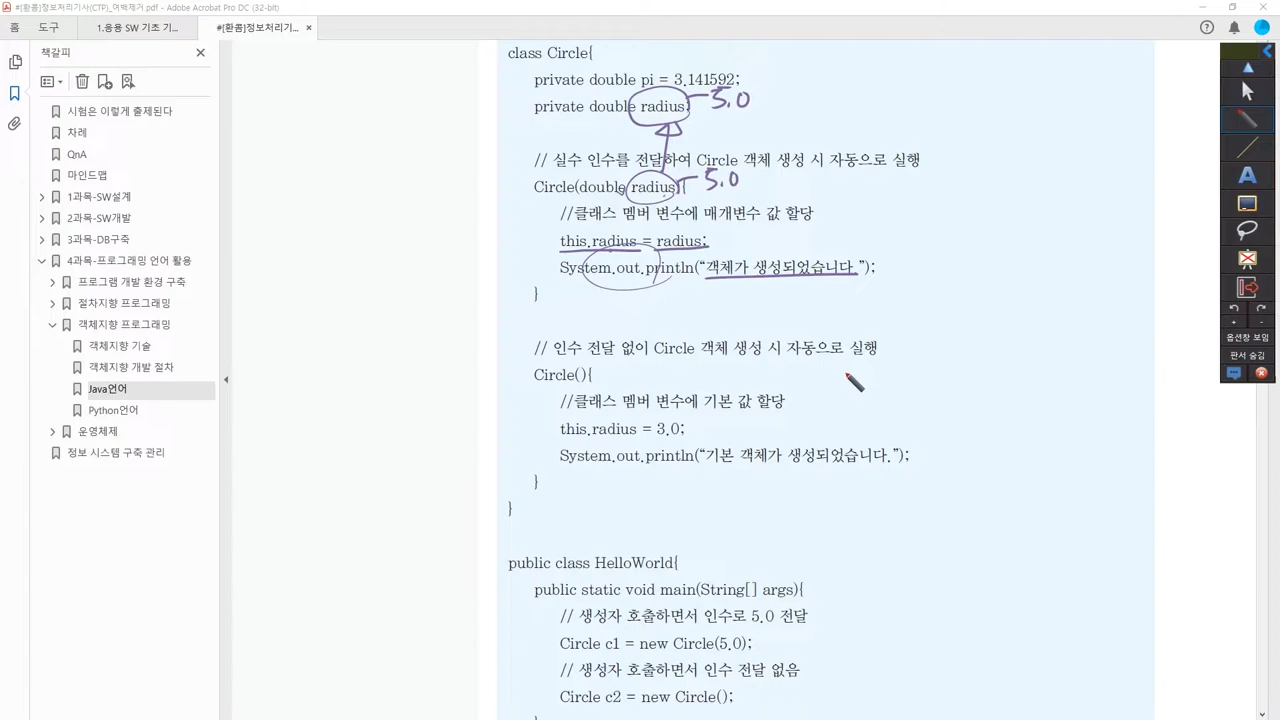 #[환콤]정보처리기사(CTP)_여백제거.pdf - Adobe Acrobat Pro DC (32-bit)
홈 도구 1.응용 SW 기초 기... #[환콤]정보처리기... ×
책갈피
시험은 이렇게 출제된다
차례
QnA
마인드맵
1과목-SW설계
2과목-SW개발
3과목-DB구축
4과목-프로그래밍 언어 활용
프로그램 개발 환경 구축
절차지향 프로그래밍
객체지향 프로그래밍
객체지향 기술
객체지향 개발 절차
Java언어
Python언어
운영체제
정보 시스템 구축 관리
class Circle{
private double pi = 3.141592;
private double radius; 5.0
// 실수 인수를 전달하여 Circle 객체 생성 시 자동으로 실행
Circle(double radius){ 5.0
//클래스 멤버 변수에 매개변수 값 할당
this.radius = radius;
System.out.println(“객체가 생성되었습니다.”);
}
// 인수 전달 없이 Circle 객체 생성 시 자동으로 실행
Circle(){
//클래스 멤버 변수에 기본 값 할당
this.radius = 3.0;
System.out.println(“기본 객체가 생성되었습니다.”);
}
}
public class HelloWorld{
public static void main(String[] args){
// 생성자 호출하면서 인수로 5.0 전달
Circle c1 = new Circle(5.0);
// 생성자 호출하면서 인수 전달 없음
Circle c2 = new Circle();
A
+ -
옵션창 보임
판서 숨김